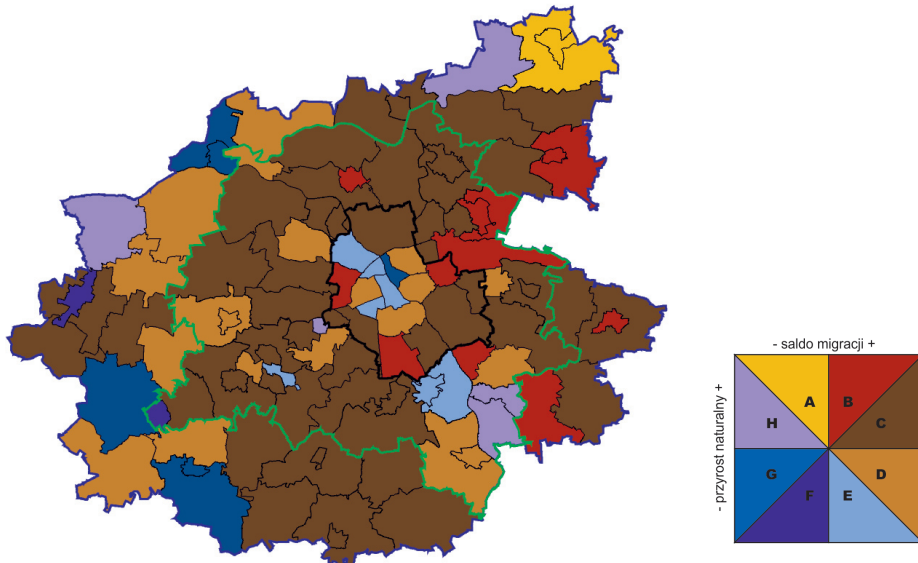 - saldo migracji +
- przyrost naturalny +
A B
H C
G D
F E